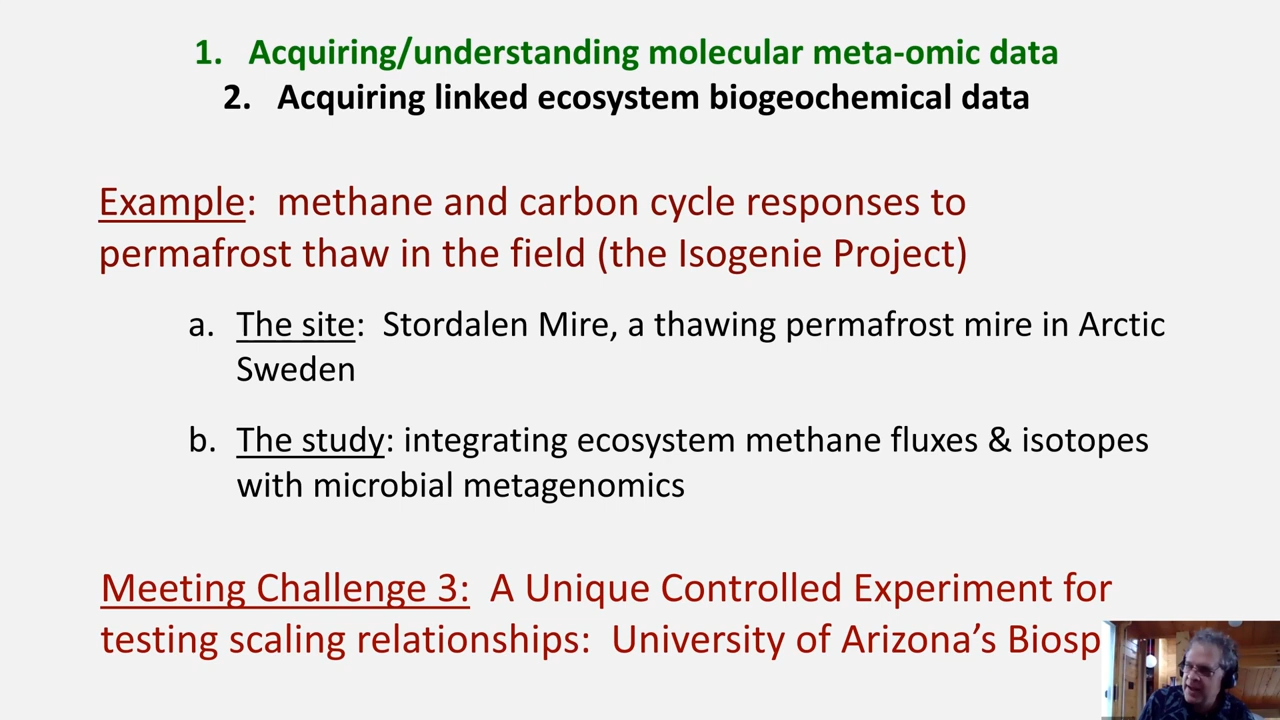 1. Acquiring/understanding molecular meta-omic data
2. Acquiring linked ecosystem biogeochemical data
Example: methane and carbon cycle responses to
permafrost thaw in the field (the Isogenie Project)
a. The site: Stordalen Mire, a thawing permafrost mire in Arctic
Sweden
b. The study: integrating ecosystem methane fluxes & isotopes
with microbial metagenomics
Meeting Challenge 3: A Unique Controlled Experiment for
testing scaling relationships: University of Arizona’s